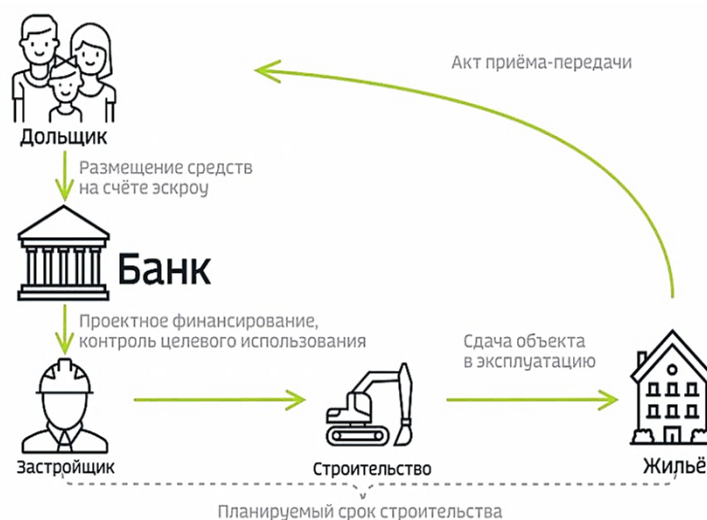 Акт приёма-передачи
Дольщик
Размещение средств
на счёте эскроу
Банк
Проектное финансирование,
контроль целевого использования
Сдача объекта
в эксплуатацию
Застройщик
Строительство
Жильё
Планируемый срок строительства